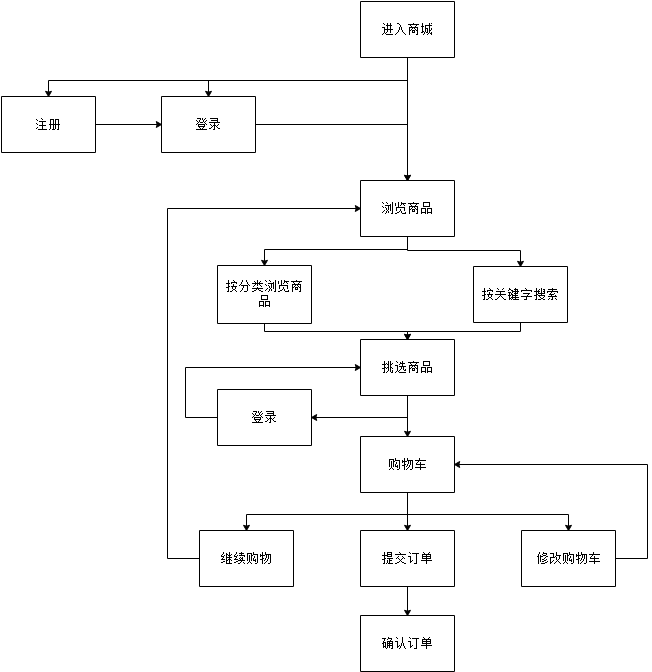 进入商城
注册
登录
浏览商品
按分类浏览商
品
按关键字搜索
挑选商品
登录
购物车
继续购物
提交订单
修改购物车
确认订单